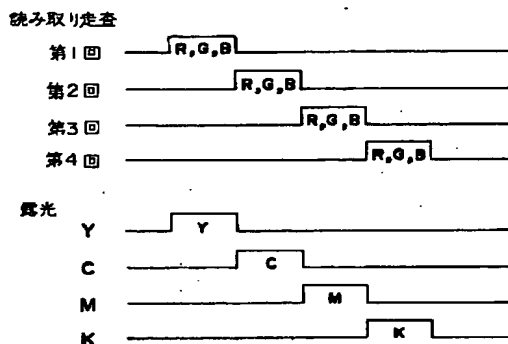 読み取り走査
第1回 R,G,B
第2回 R,G,B
第3回 R,G,B
第4回 R,G,B
露光
Y Y
C C
M M
K K